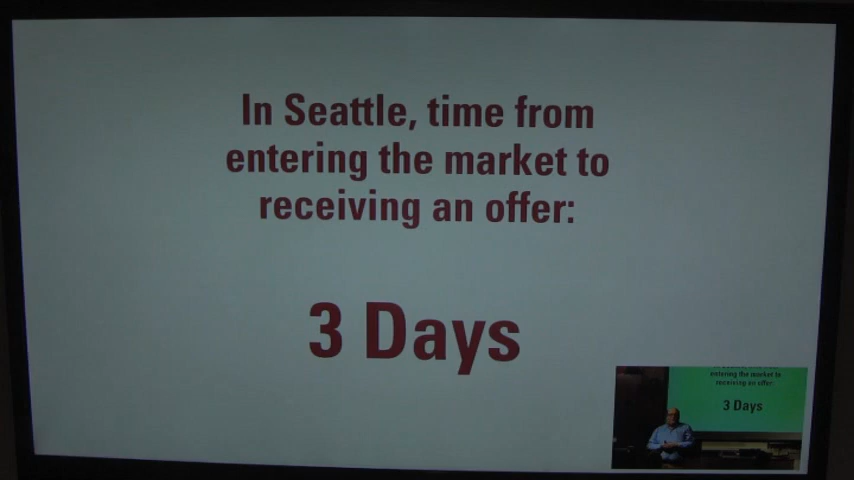 In Seattle, time from
entering the market to
receiving an offer:
3 Days
entering the market to
receiving an offer:
3 Days